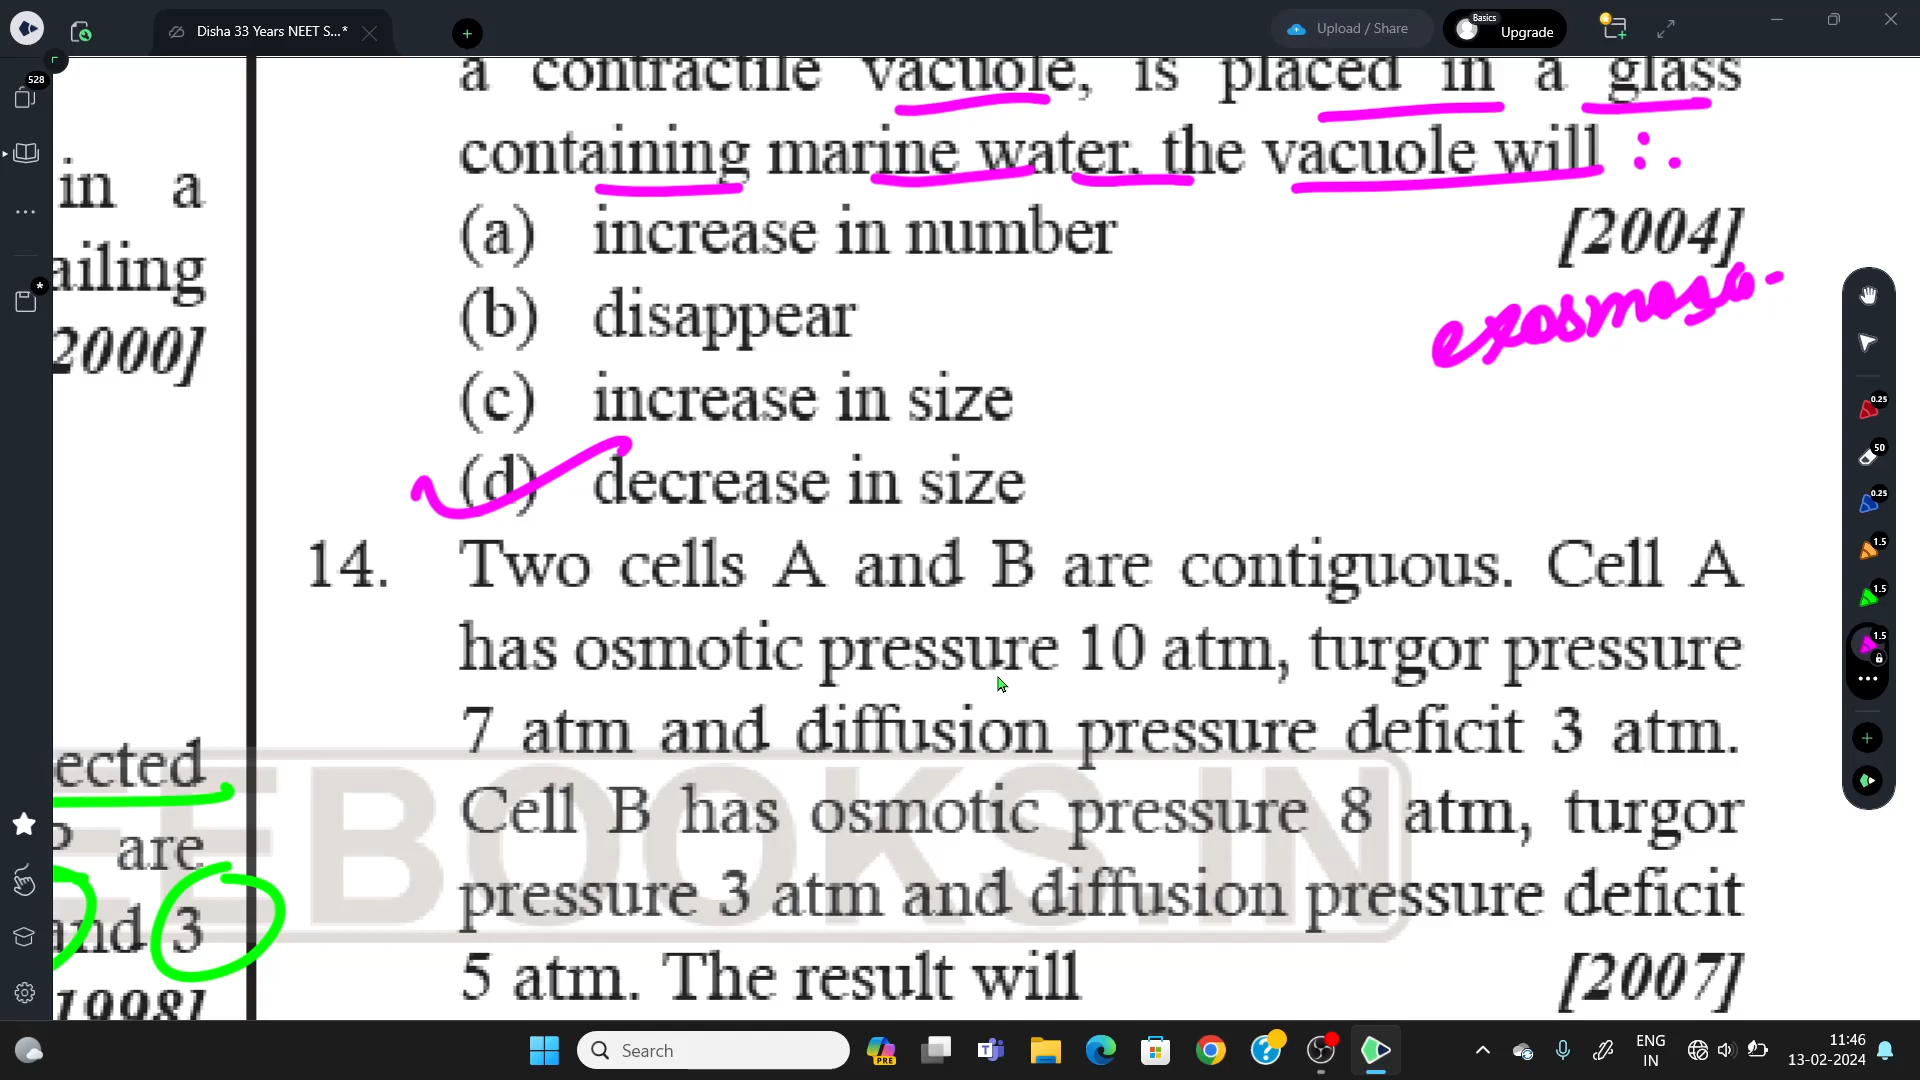 528
Disha 33 Years NEET S...*
Upload / Share
Basics
Upgrade
in a
ailing
2000]
ected
are
and 3
1998]
a contractile vacuole, is placed in a glass
containing marine water, the vacuole will :
(a) increase in number [2004]
exosmosis
(b) disappear
(c) increase in size
(d) decrease in size
14. Two cells A and B are contiguous. Cell A
has osmotic pressure 10 atm, turgor pressure
7 atm and diffusion pressure deficit 3 atm.
Cell B has osmotic pressure 8 atm, turgor
pressure 3 atm and diffusion pressure deficit
5 atm. The result will [2007]
EEBOOKS.IN
0.25
50
0.25
1.5
1.5
1.5
Search
PRE
ENG
IN
11:46
13-02-2024